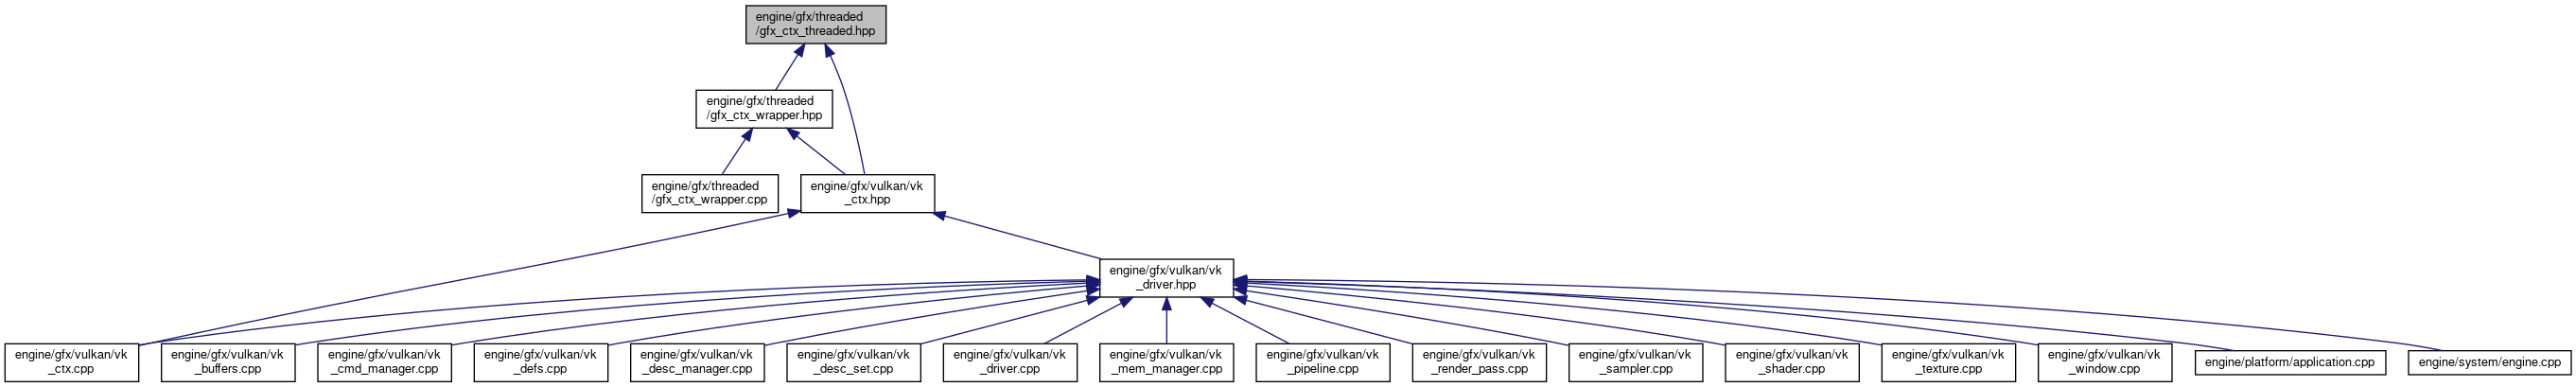 engine/gfx/threaded
/gfx_ctx_threaded.hpp
engine/gfx/threaded
/gfx_ctx_wrapper.hpp
engine/gfx/threaded
/gfx_ctx_wrapper.cpp
engine/gfx/vulkan/vk
_ctx.hpp
engine/gfx/vulkan/vk
_driver.hpp
engine/gfx/vulkan/vk
_ctx.cpp
engine/gfx/vulkan/vk
_buffers.cpp
engine/gfx/vulkan/vk
_cmd_manager.cpp
engine/gfx/vulkan/vk
_defs.cpp
engine/gfx/vulkan/vk
_desc_manager.cpp
engine/gfx/vulkan/vk
_desc_set.cpp
engine/gfx/vulkan/vk
_driver.cpp
engine/gfx/vulkan/vk
_mem_manager.cpp
engine/gfx/vulkan/vk
_pipeline.cpp
engine/gfx/vulkan/vk
_render_pass.cpp
engine/gfx/vulkan/vk
_sampler.cpp
engine/gfx/vulkan/vk
_shader.cpp
engine/gfx/vulkan/vk
_texture.cpp
engine/gfx/vulkan/vk
_window.cpp
engine/platform/application.cpp
engine/system/engine.cpp